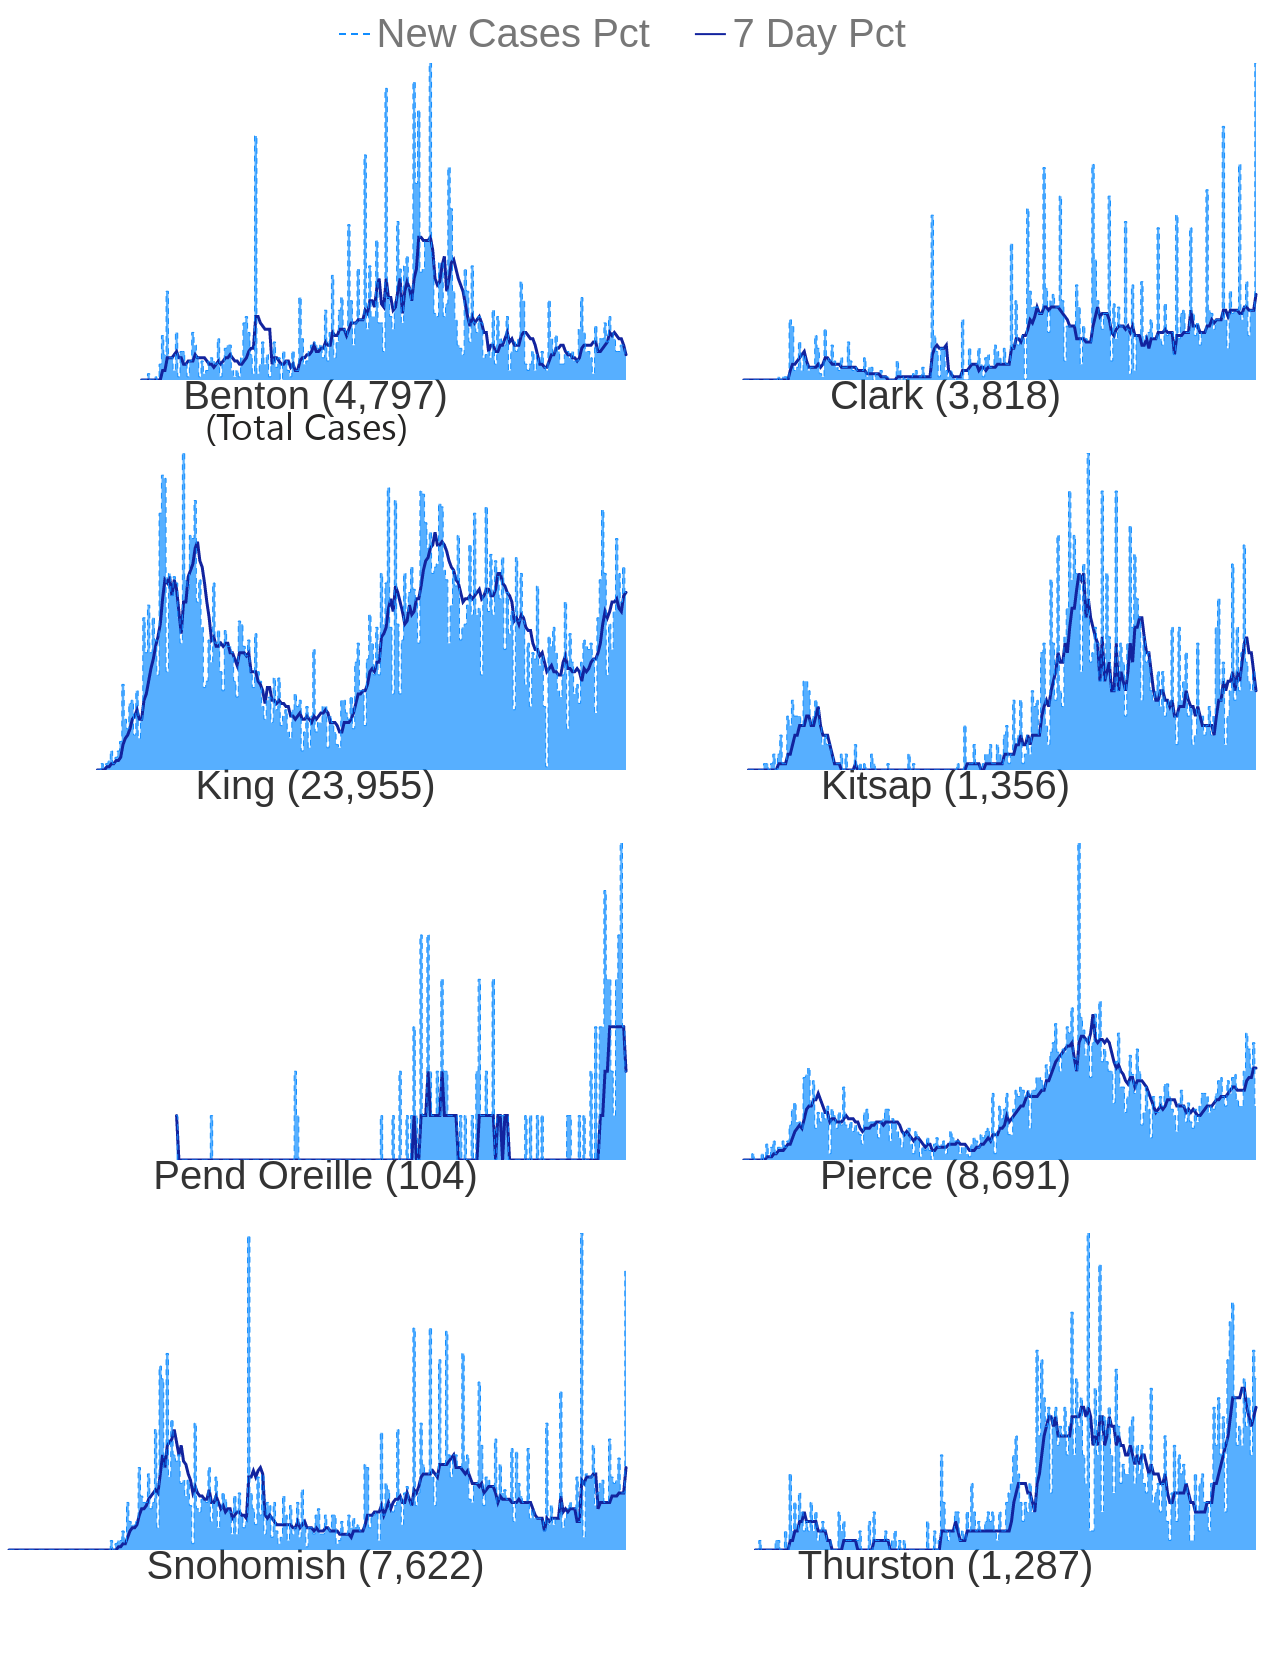 New Cases Pct 7 Day Pct
Benton (4,797) Clark (3,818)
(Total Cases)
King (23,955) Kitsap (1,356)
Pend Oreille (104) Pierce (8,691)
Snohomish (7,622) Thurston (1,287)